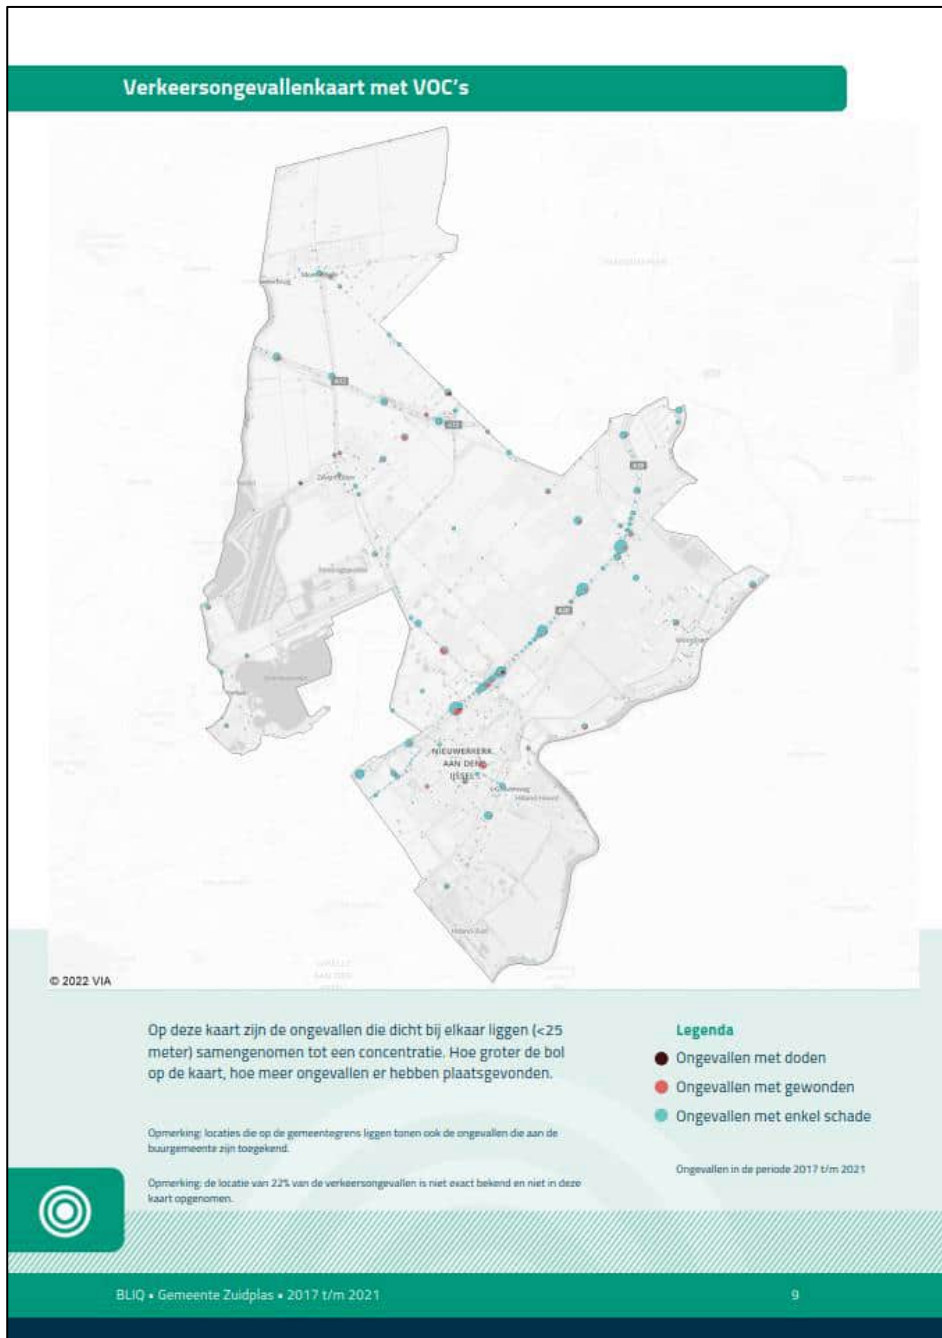 Verkeersongevallenkaart met VOC's
A12
A12
A20
A20
NIEUWERKERK
AAN DEN
IJSSEL
© 2022 VIA
Op deze kaart zijn de ongevallen die dicht bij elkaar liggen (<25
meter) samengenomen tot een concentratie. Hoe groter de bol
op de kaart, hoe meer ongevallen er hebben plaatsgevonden.
Opmerking: locaties die op de gemeentegrens liggen tonen ook de ongevallen die aan de
buurgemeente zijn toegekend.
Opmerking: de locatie van 22% van de verkeersongevallen is niet exact bekend en niet in deze
kaart opgenomen.
Legenda
Ongevallen met doden
Ongevallen met gewonden
Ongevallen met enkel schade
Ongevallen in de periode 2017 t/m 2021
BLIQ • Gemeente Zuidplas • 2017 t/m 2021
9